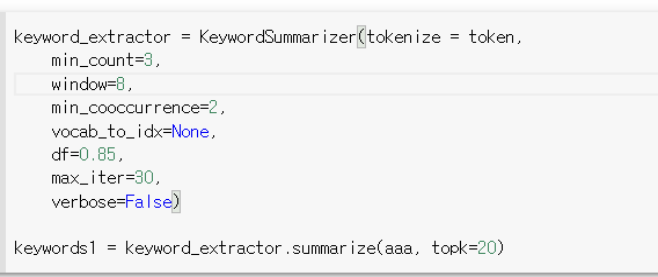 keyword_extractor = KeywordSummarizer(tokenize = token,
    min_count=3,
    window=8,
    min_cooccurrence=2,
    vocab_to_idx=None,
    df=0.85,
    max_iter=30,
    verbose=False)
keywords1 = keyword_extractor.summarize(aaa, topk=20)